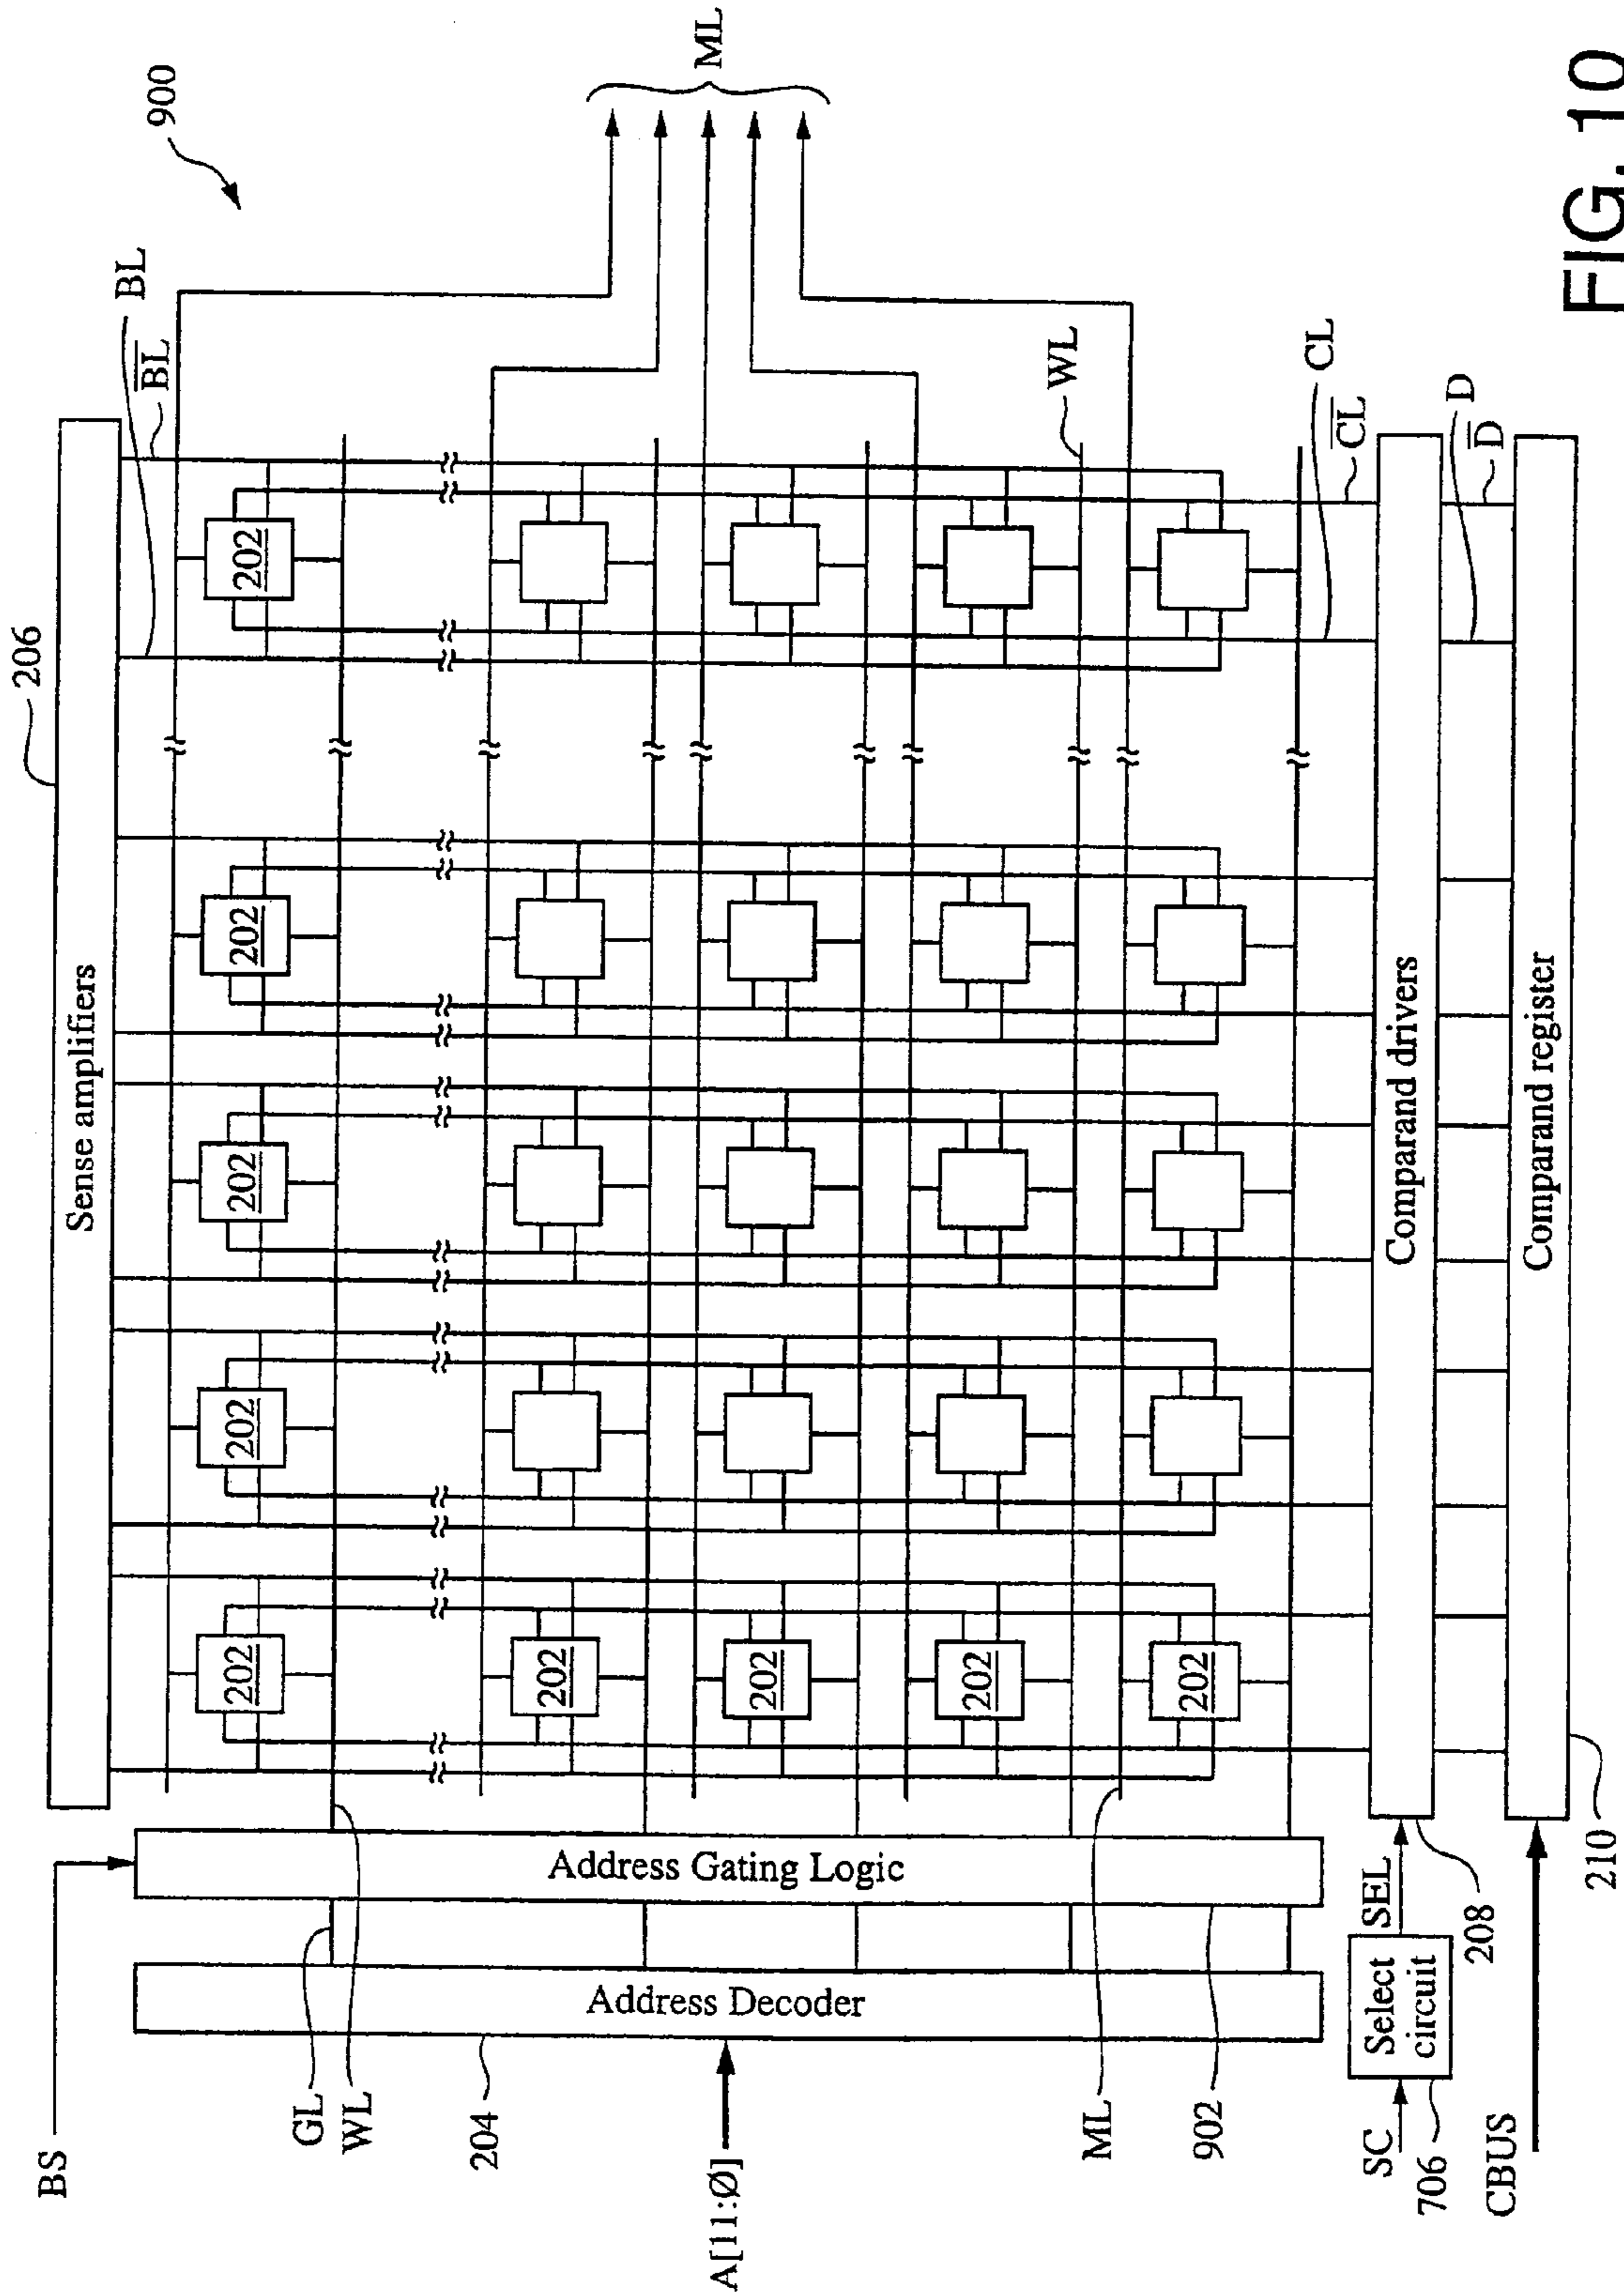 206
900
BS
Sense amplifiers
BL
B̅L̅
GL
WL
202
202
202
202
202
204
Address Decoder
Address Gating Logic
202
A[11:Ø]
202
ML
202
WL
ML
202
902
SC
706
Select
circuit
SEL
208
Comparand drivers
CL
C̅L̅
D
D̅
CBUS
Comparand register
210
FIG. 10